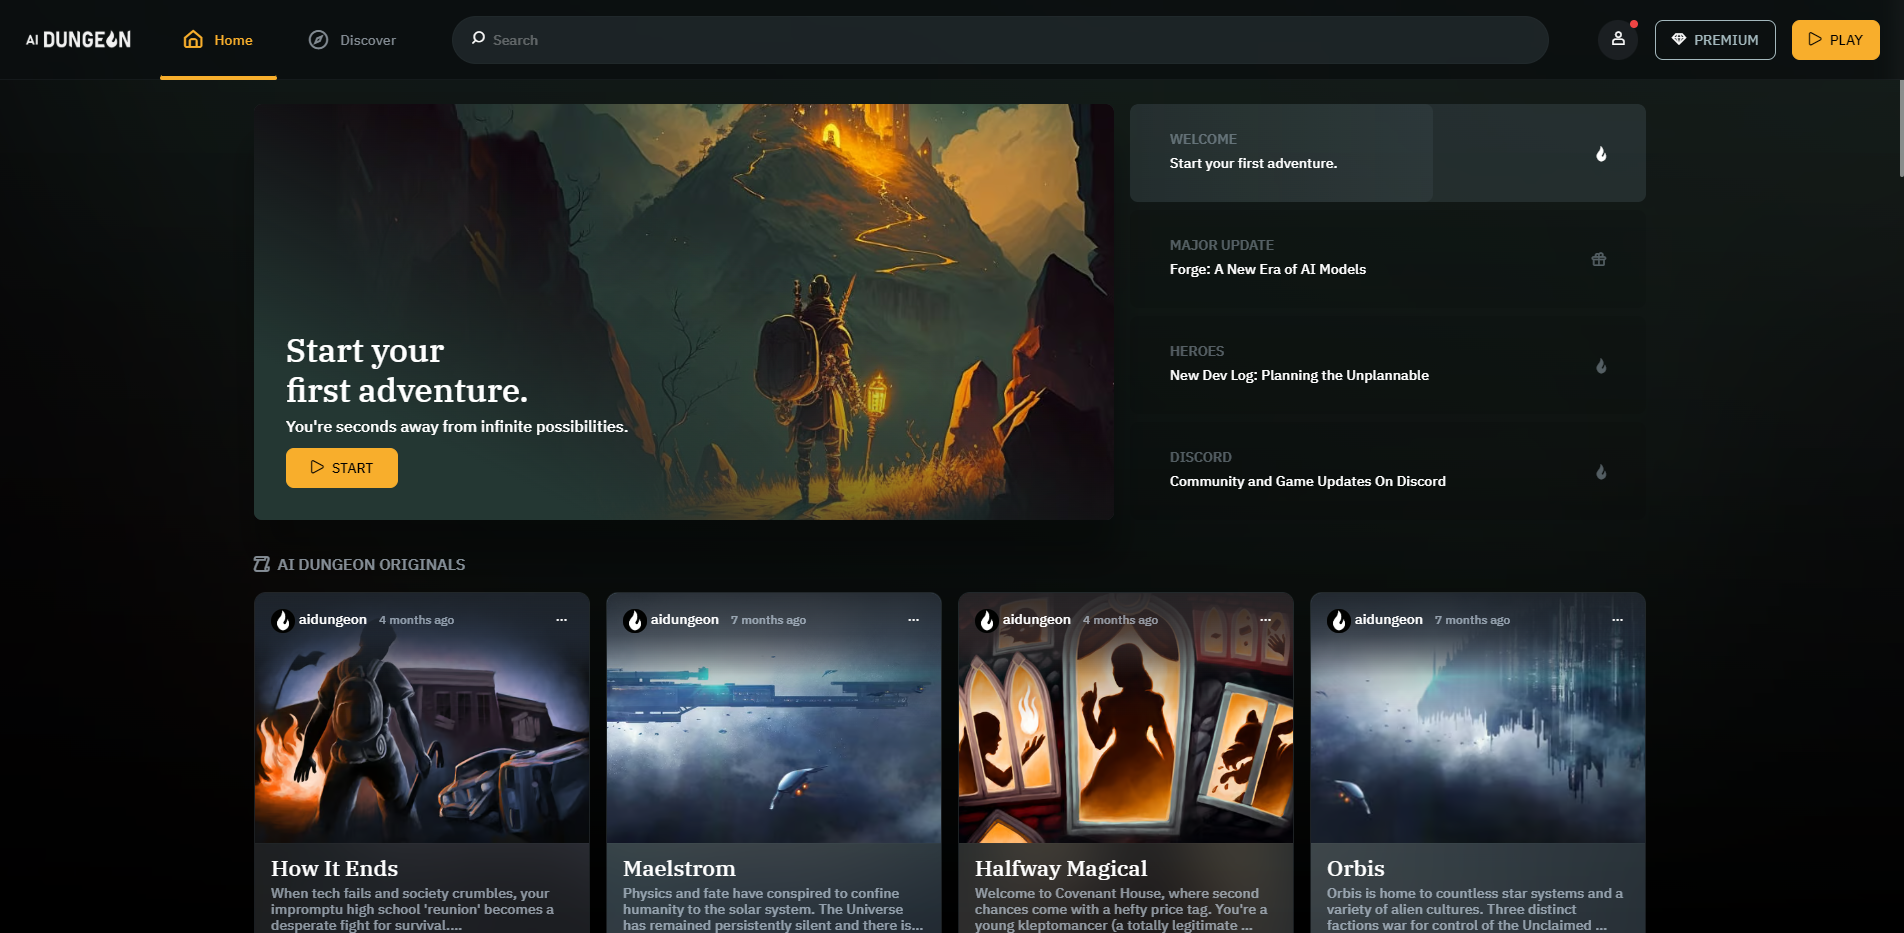 AI DUNGEON
Home
Discover
Search
PREMIUM
PLAY
Start your
first adventure.
You're seconds away from infinite possibilities.
START
WELCOME
Start your first adventure.
MAJOR UPDATE
Forge: A New Era of AI Models
HEROES
New Dev Log: Planning the Unplannable
DISCORD
Community and Game Updates On Discord
AI DUNGEON ORIGINALS
aidungeon 4 months ago
How It Ends
When tech fails and society crumbles, your
impromptu high school 'reunion' becomes a
desperate fight for survival....
aidungeon 7 months ago
Maelstrom
Physics and fate have conspired to confine
humanity to the solar system. The Universe
has remained persistently silent and there is...
aidungeon 4 months ago
Halfway Magical
Welcome to Covenant House, where second
chances come with a hefty price tag. You're a
young kleptomancer (a totally legitimate ...
aidungeon 7 months ago
Orbis
Orbis is home to countless star systems and a
variety of alien cultures. Three distinct
factions war for control of the Unclaimed ...